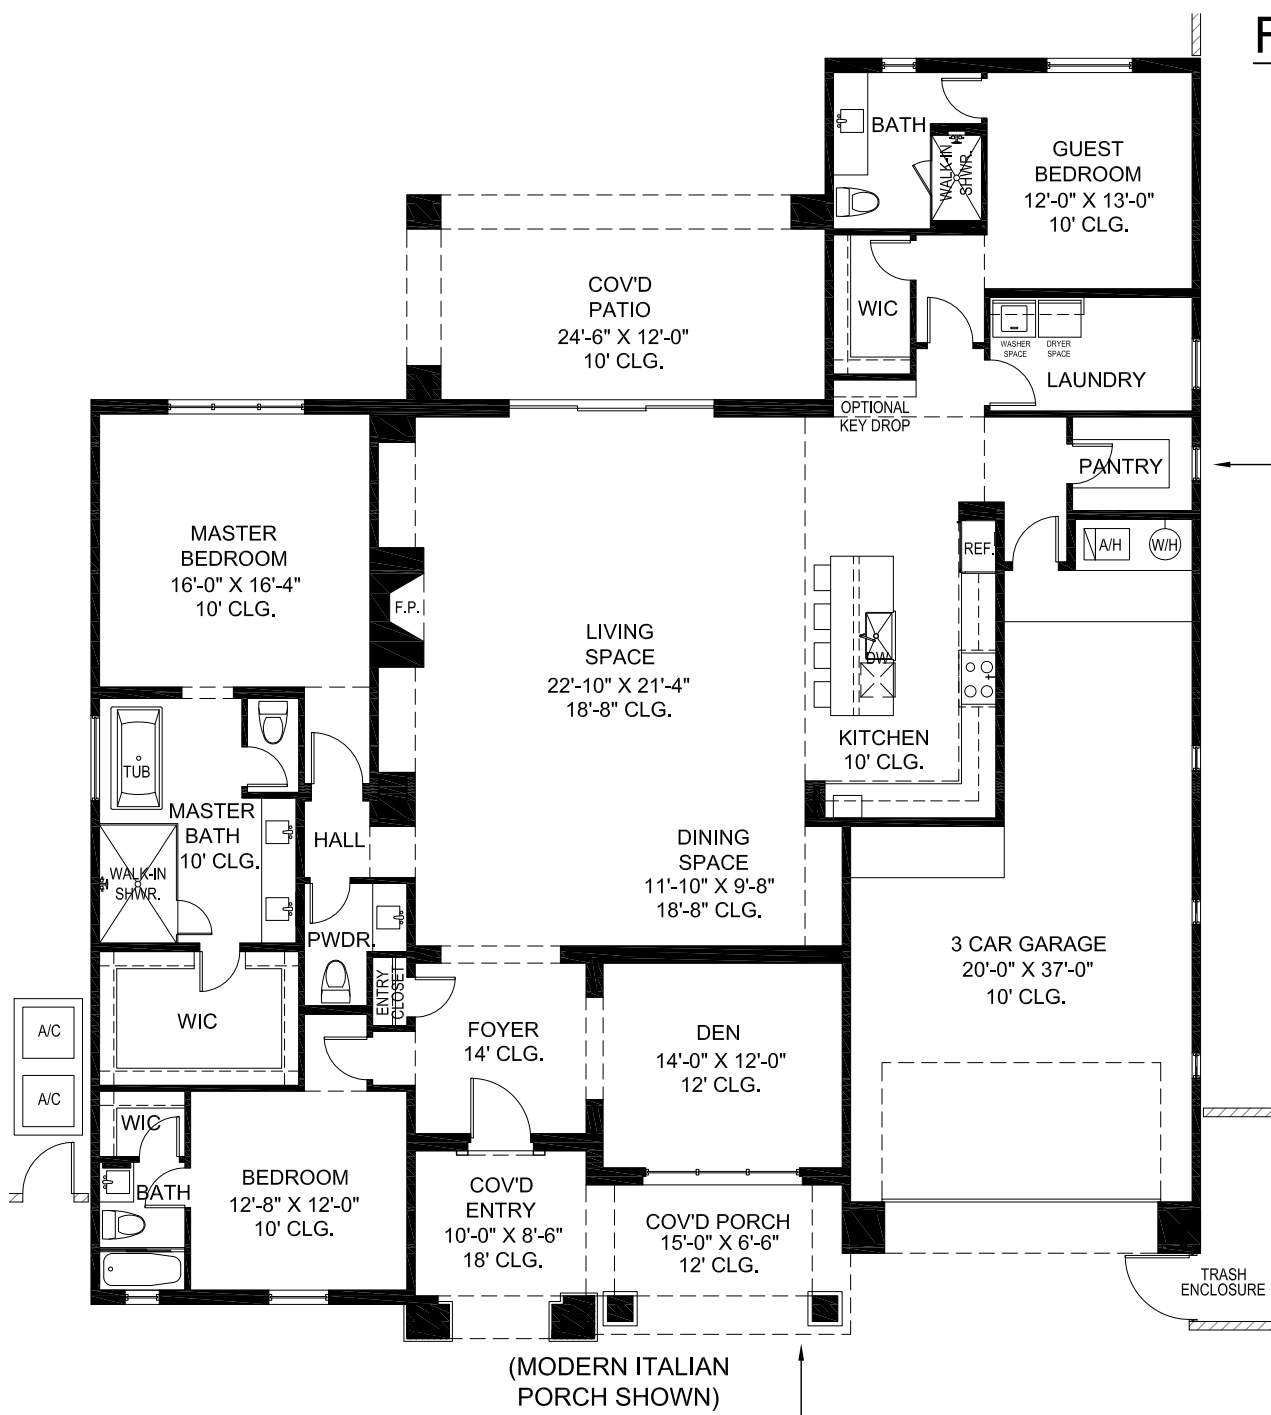 F
BATH
WALK-IN
SHWR.
GUEST
BEDROOM
12'-0" X 13'-0"
10' CLG.
COV'D
PATIO
24'-6" X 12'-0"
10' CLG.
WIC
WASHER
SPACE
DRYER
SPACE
LAUNDRY
OPTIONAL
KEY DROP
PANTRY
MASTER
BEDROOM
16'-0" X 16'-4"
10' CLG.
REF.
A/H
W/H
F.P.
LIVING
SPACE
22'-10" X 21'-4"
18'-8" CLG.
DW
KITCHEN
10' CLG.
TUB
MASTER
BATH
10' CLG.
WALK-IN
SHWR.
HALL
DINING
SPACE
11'-10" X 9'-8"
18'-8" CLG.
PWDR.
ENTRY
CLOSET
3 CAR GARAGE
20'-0" X 37'-0"
10' CLG.
WIC
A/C
A/C
FOYER
14' CLG.
DEN
14'-0" X 12'-0"
12' CLG.
WIC
BATH
BEDROOM
12'-8" X 12'-0"
10' CLG.
COV'D
ENTRY
10'-0" X 8'-6"
18' CLG.
COV'D PORCH
15'-0" X 6'-6"
12' CLG.
TRASH
ENCLOSURE
(MODERN ITALIAN
PORCH SHOWN)